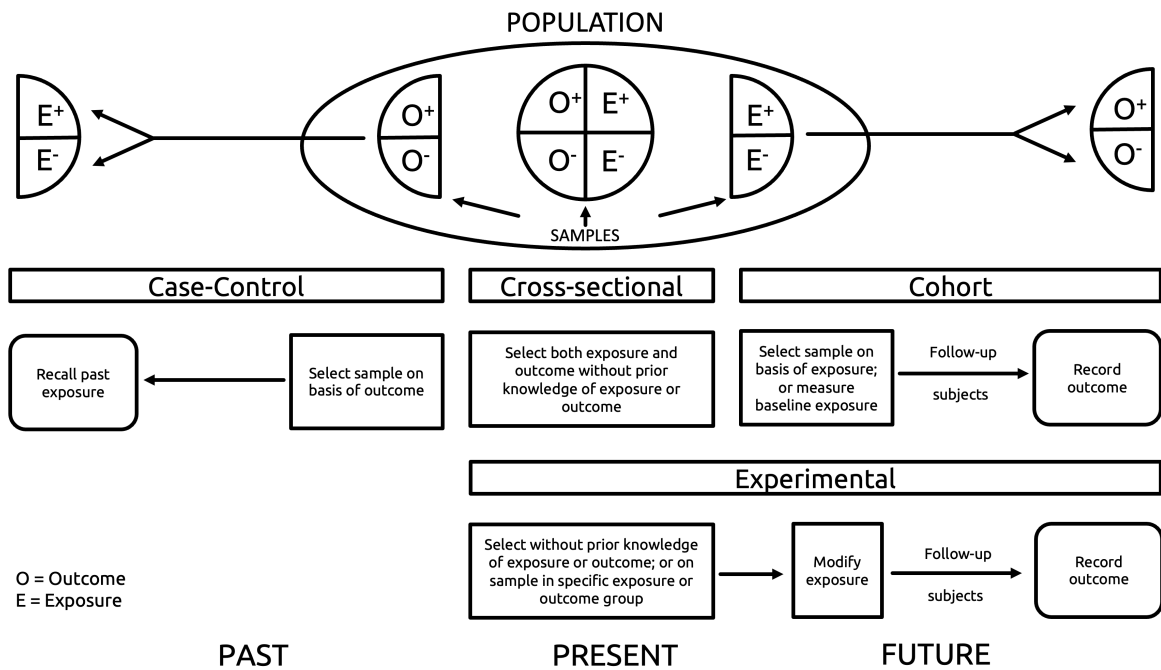 POPULATION
E+
E-
O+
O-
O+ E+
O- E-
E+
E-
O+
O-
SAMPLES
Case-Control
Cross-sectional
Cohort
Recall past
exposure
Select sample on
basis of outcome
Select both exposure and
outcome without prior
knowledge of exposure or
outcome
Select sample on
basis of exposure;
or measure
baseline exposure
Follow-up
subjects
Record
outcome
Experimental
Select without prior knowledge
of exposure or outcome; or on
sample in specific exposure or
outcome group
Modify
exposure
Follow-up
subjects
Record
outcome
O = Outcome
E = Exposure
PAST
PRESENT
FUTURE